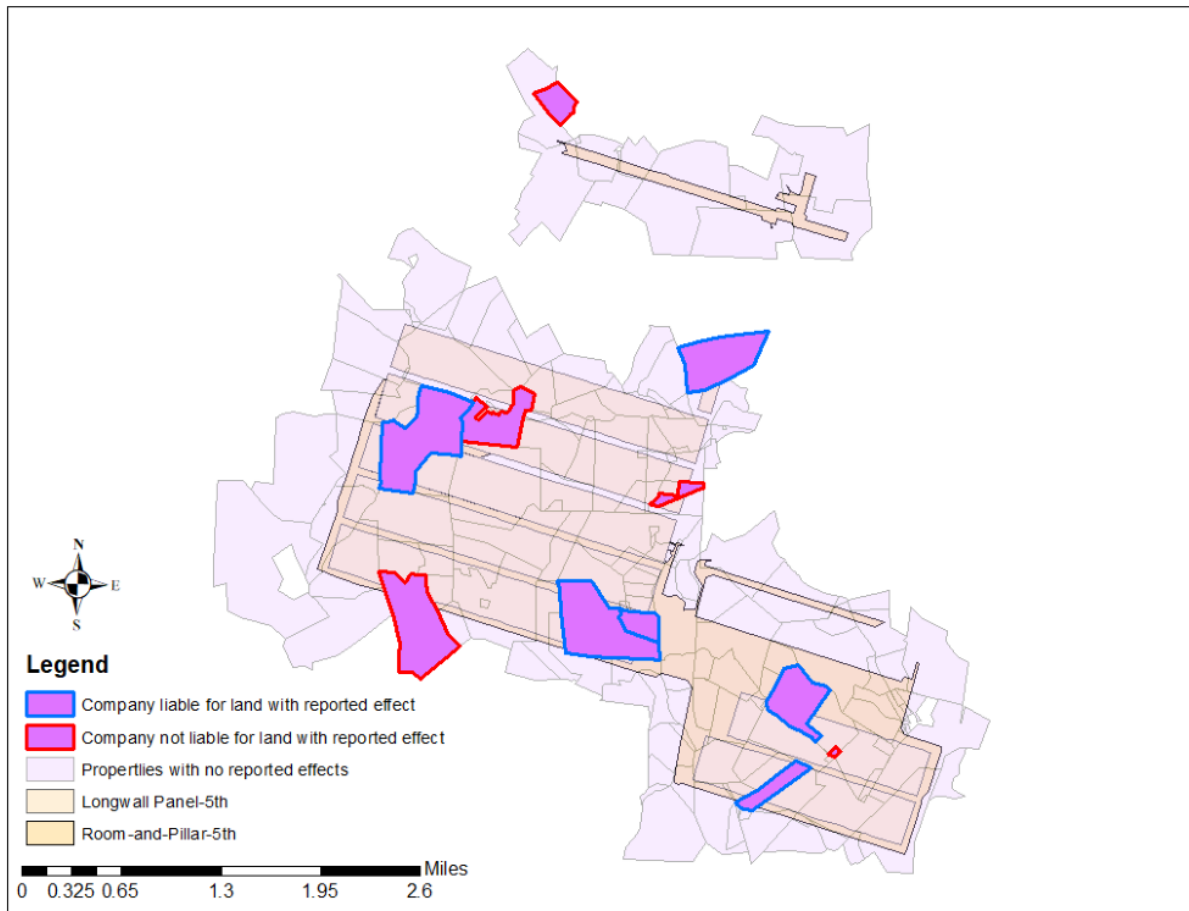 N
W E
S
Legend
Company liable for land with reported effect
Company not liable for land with reported effect
Propertlies with no reported effects
Longwall Panel-5th
Room-and-Pillar-5th
Miles
0 0.325 0.65 1.3 1.95 2.6